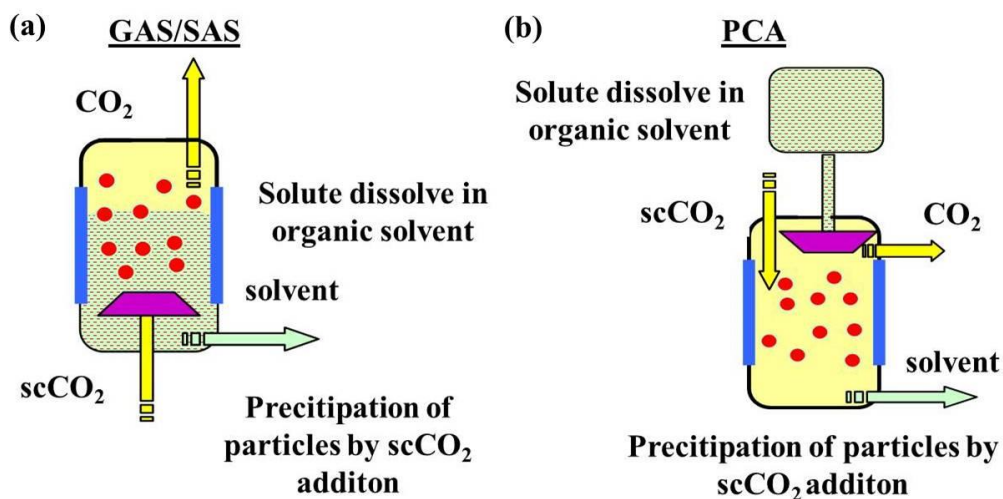 (a)
GAS/SAS
CO₂
Solute dissolve in
organic solvent
solvent
scCO₂
Precitipation of
particles by scCO₂
additon
(b)
PCA
Solute dissolve in
organic solvent
scCO₂
CO₂
solvent
Precitipation of particles by
scCO₂ additon